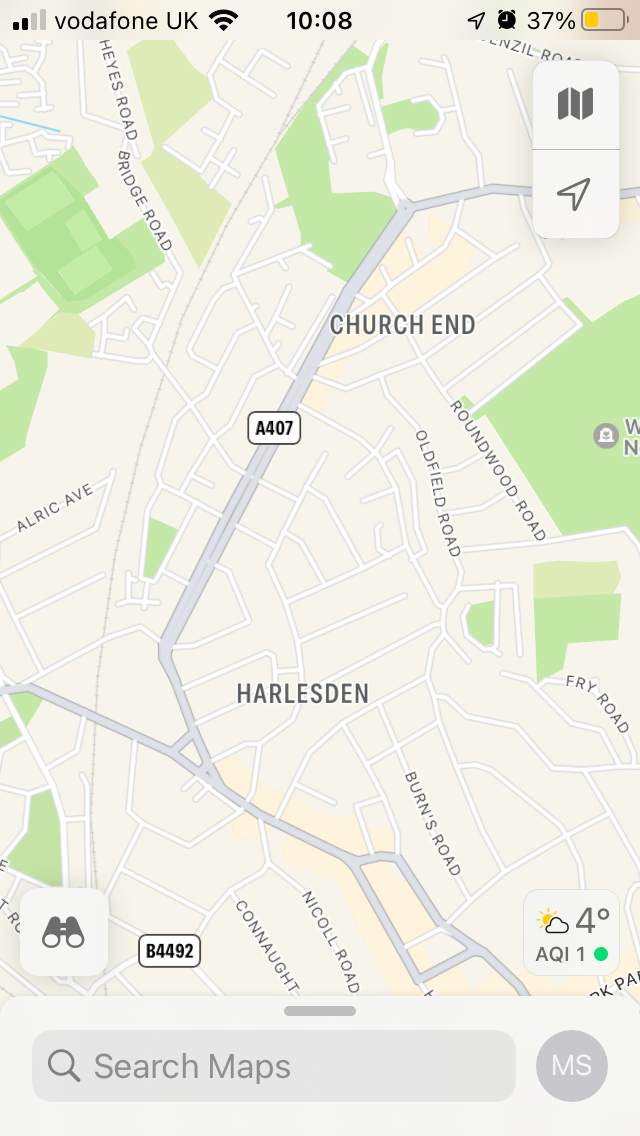 vodafone UK
10:08
37%
HEYES ROAD
BRIDGE ROAD
CHURCH END
A407
ROUNDWOOD ROAD
OLDFIELD ROAD
W
N
ALRIC AVE
HARLESDEN
FRY ROAD
BURN'S ROAD
NICOLL ROAD
CONNAUGHT
B4492
4°
AQI 1
Search Maps
MS